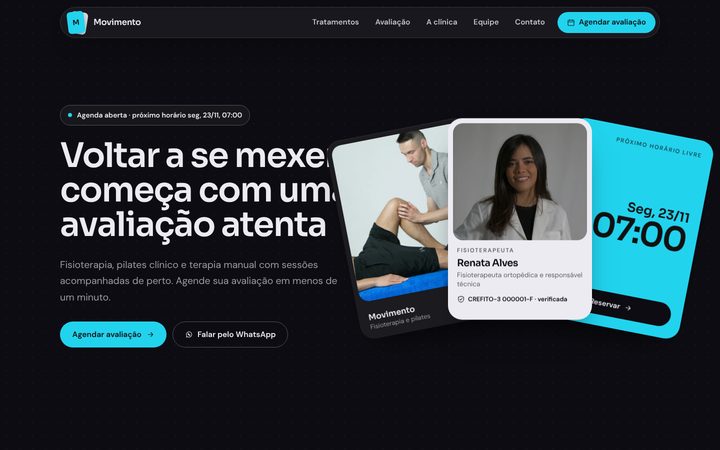 M Movimento
Tratamentos Avaliação A clínica Equipe Contato Agendar avaliação
Agenda aberta · próximo horário seg, 23/11, 07:00
Voltar a se mexer
começa com uma
avaliação atenta
Fisioterapia, pilates clínico e terapia manual com sessões
acompanhadas de perto. Agende sua avaliação em menos de
um minuto.
Agendar avaliação →
Falar pelo WhatsApp
Movimento
Fisioterapia e pilates
FISIOTERAPEUTA
Renata Alves
Fisioterapeuta ortopédica e responsável
técnica
CREFITO-3 000001-F · verificada
PRÓXIMO HORÁRIO LIVRE
Seg, 23/11
07:00
Reservar →